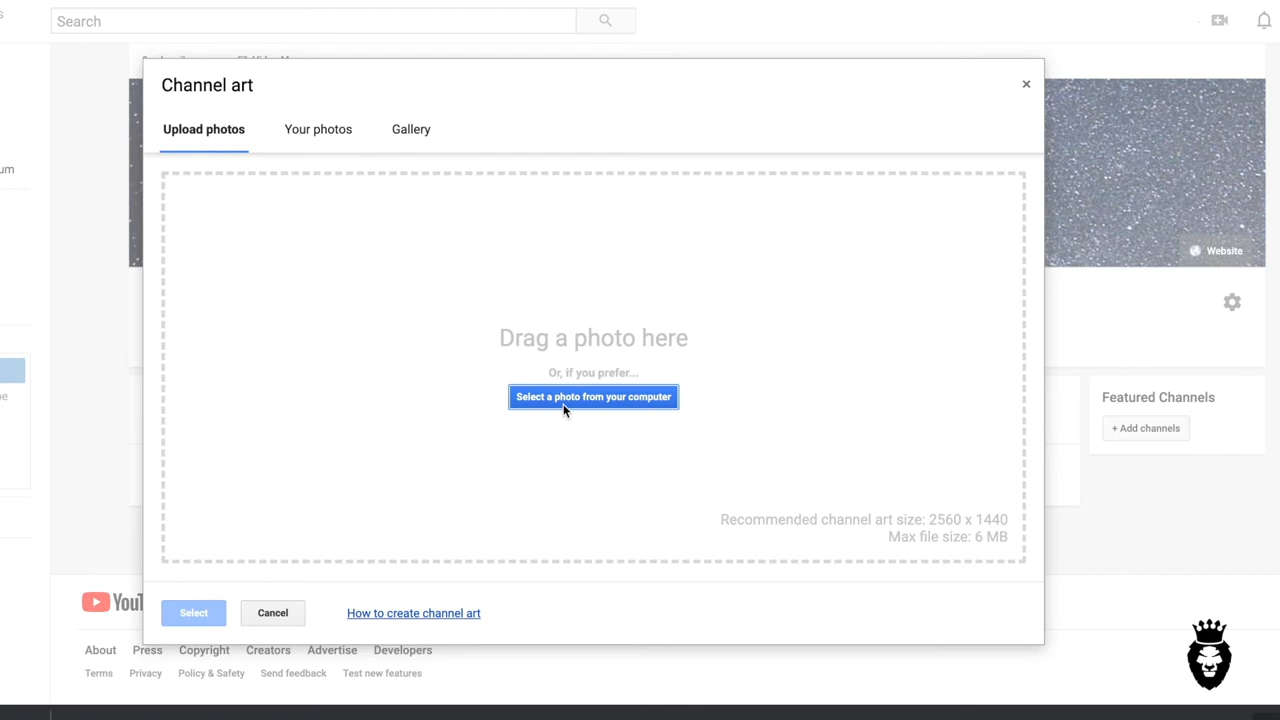 Search
Channel art
×
Upload photos
Your photos
Gallery
um
Website
Drag a photo here
Or, if you prefer...
Select a photo from your computer
Featured Channels
+ Add channels
Recommended channel art size: 2560 x 1440
Max file size: 6 MB
Select
Cancel
How to create channel art
You
About
Press
Copyright
Creators
Advertise
Developers
Terms
Privacy
Policy & Safety
Send feedback
Test new features